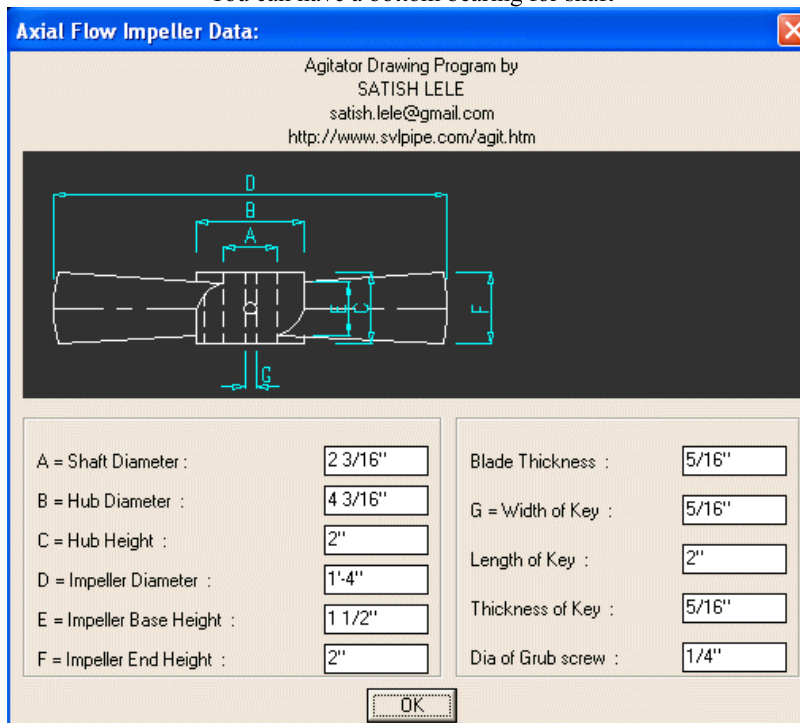 You can have a bottom bearing for shaft
Axial Flow Impeller Data:
Agitator Drawing Program by
SATISH LELE
satish.lele@gmail.com
http://www.svlpipe.com/agit.htm
D
B
A
E
C
F
G
A = Shaft Diameter : 2 3/16"
B = Hub Diameter : 4 3/16"
C = Hub Height : 2"
D = Impeller Diameter : 1'-4"
E = Impeller Base Height : 1 1/2"
F = Impeller End Height : 2"
Blade Thickness : 5/16"
G = Width of Key : 5/16"
Length of Key : 2"
Thickness of Key : 5/16"
Dia of Grub screw : 1/4"
OK